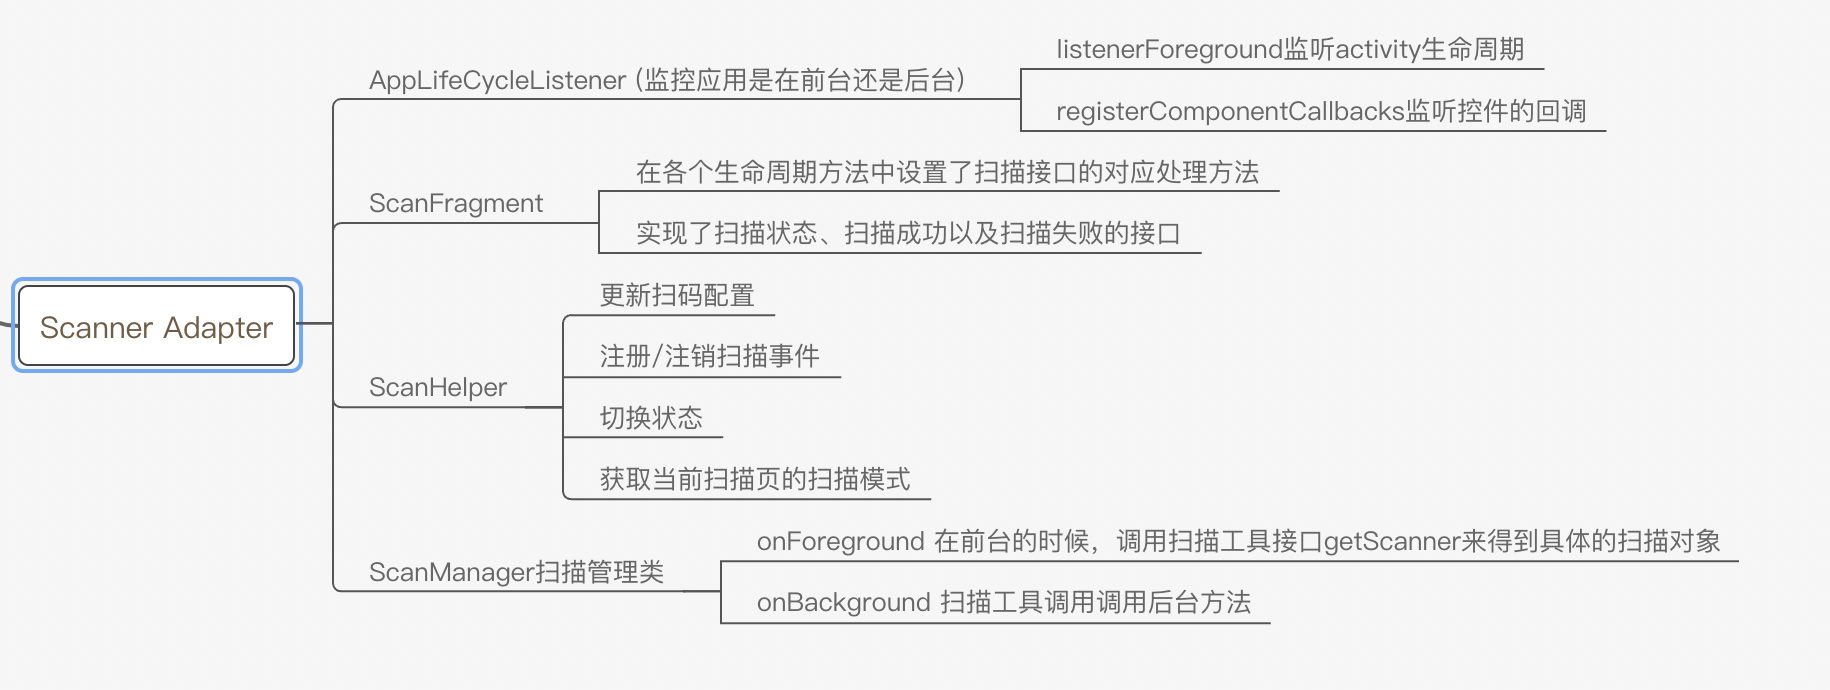 Scanner Adapter
AppLifeCycleListener (监控应用是在前台还是后台)
listenerForeground监听activity生命周期
registerComponentCallbacks监听控件的回调
ScanFragment
在各个生命周期方法中设置了扫描接口的对应处理方法
实现了扫描状态、扫描成功以及扫描失败的接口
ScanHelper
更新扫码配置
注册/注销扫描事件
切换状态
获取当前扫描页的扫描模式
ScanManager扫描管理类
onForeground 在前台的时候，调用扫描工具接口getScanner来得到具体的扫描对象
onBackground 扫描工具调用调用后台方法